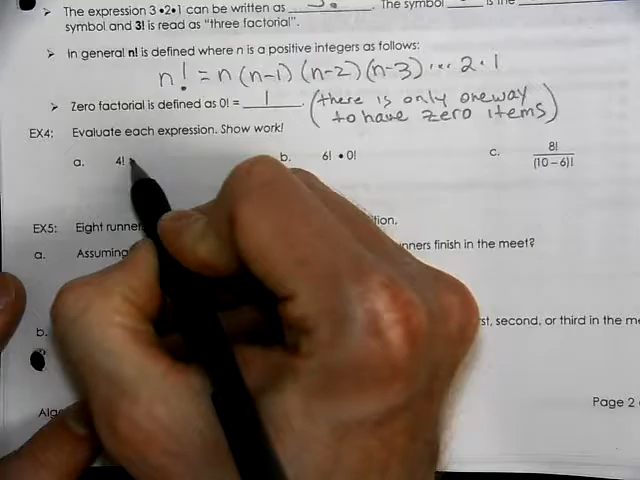 The expression 3•2•1 can be written as ________. The symbol ____ is the
symbol and 3! is read as "three factorial".
In general n! is defined where n is a positive integers as follows:
n! = n (n-1) (n-2) (n-3) ... 2 · 1
Zero factorial is defined as 0! = 1 . (there is only one way
to have zero items)
EX4: Evaluate each expression. Show work!
a. 4! b. 6! • 0! c. 8!
(10 – 6)!
EX5: Eight tion,
a. Assuming nners finish in the meet?
b. st, second, or third in the
Page 2